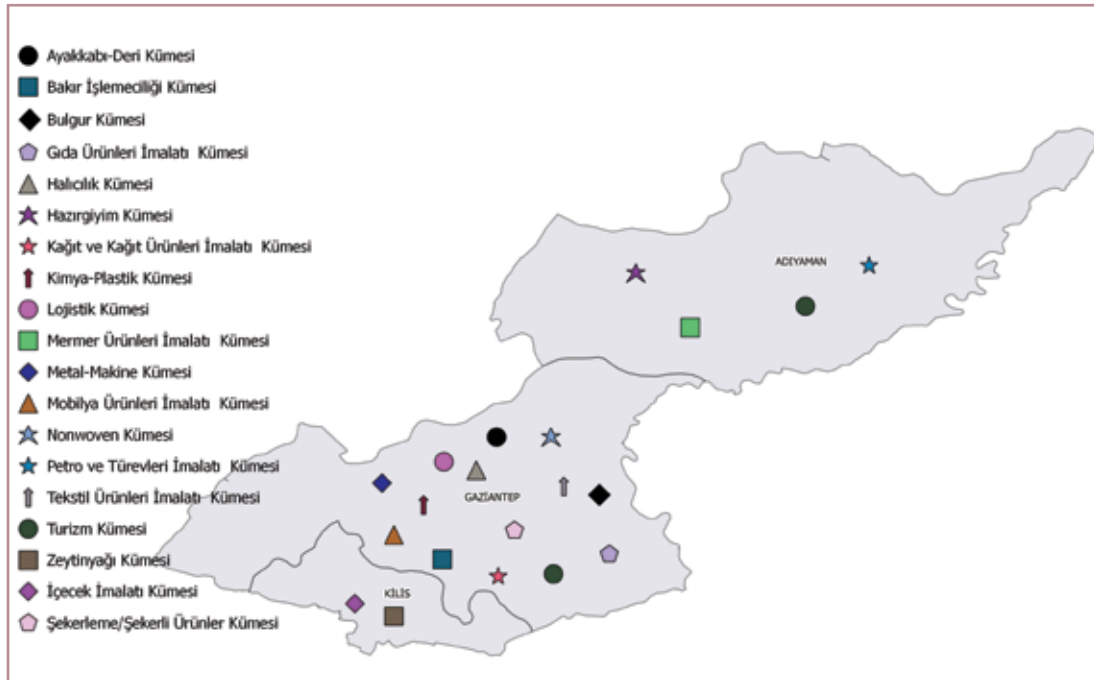 Ayakkabı-Deri Kümesi
Bakır İşlemeciliği Kümesi
Bulgur Kümesi
Gıda Ürünleri İmalatı Kümesi
Halıcılık Kümesi
Hazırgiyim Kümesi
Kağıt ve Kağıt Ürünleri İmalatı Kümesi
Kimya-Plastik Kümesi
Lojistik Kümesi
Mermer Ürünleri İmalatı Kümesi
Metal-Makine Kümesi
Mobilya Ürünleri İmalatı Kümesi
Nonwoven Kümesi
Petro ve Türevleri İmalatı Kümesi
Tekstil Ürünleri İmalatı Kümesi
Turizm Kümesi
Zeytinyağı Kümesi
İçecek İmalatı Kümesi
Şekerleme/Şekerli Ürünler Kümesi
ADIYAMAN
GAZİANTEP
KİLİS